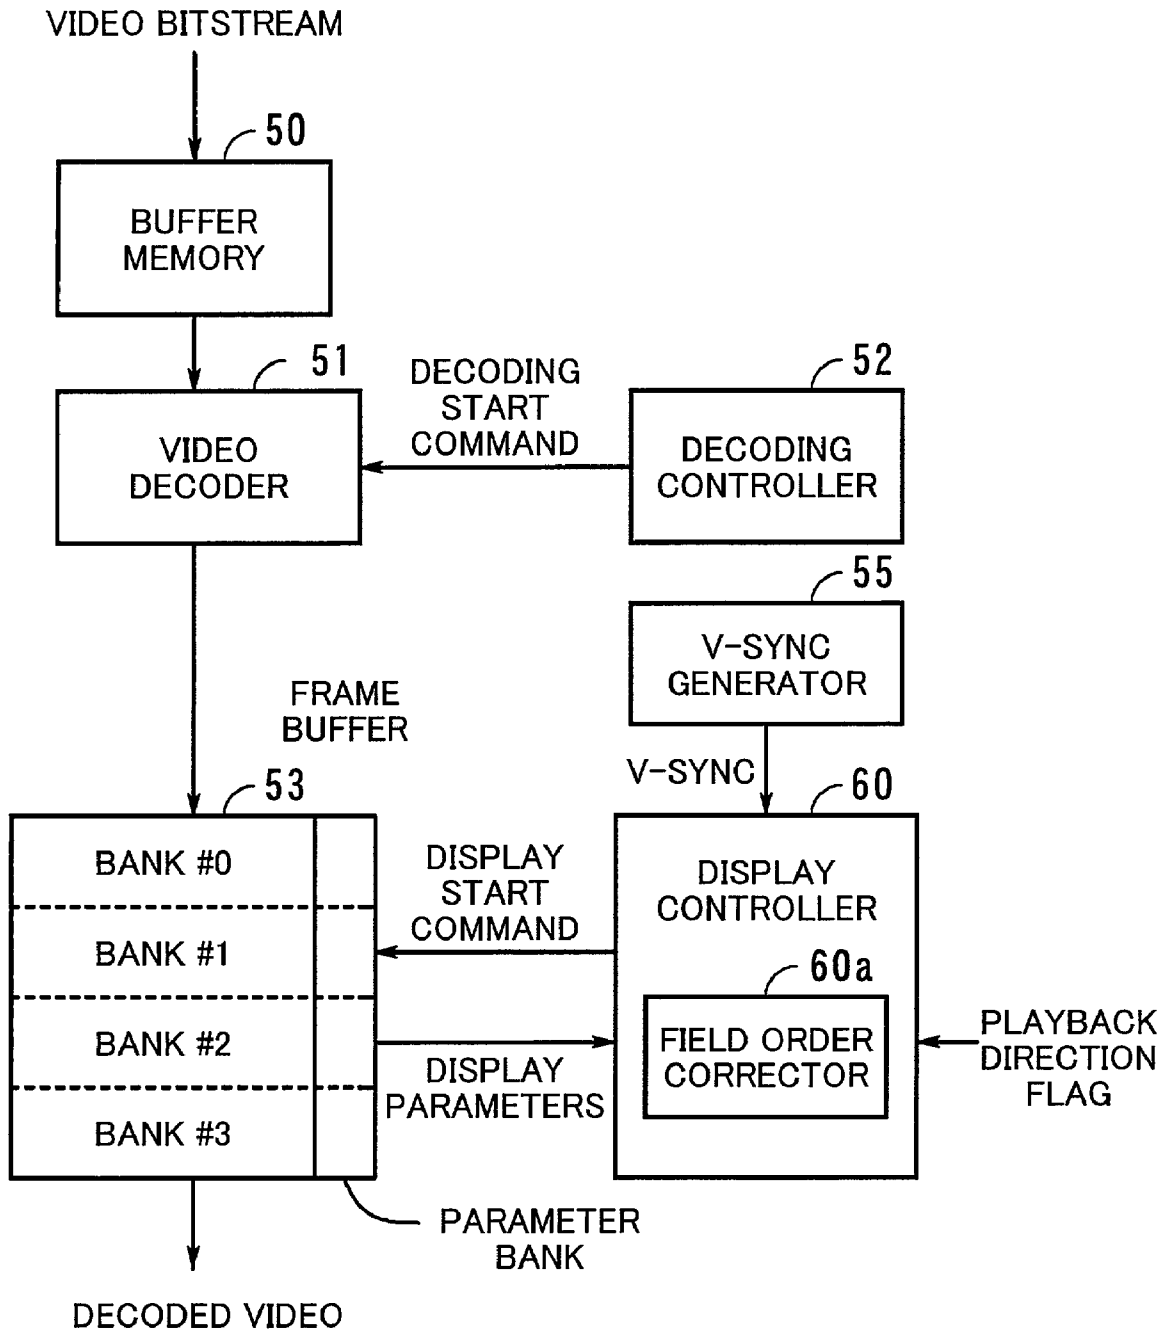 VIDEO BITSTREAM
50
BUFFER
MEMORY
51
VIDEO
DECODER
DECODING
START
COMMAND
52
DECODING
CONTROLLER
55
V-SYNC
GENERATOR
FRAME
BUFFER
V-SYNC
53
60
BANK #0
BANK #1
BANK #2
BANK #3
DISPLAY
START
COMMAND
DISPLAY
PARAMETERS
DISPLAY
CONTROLLER
60a
FIELD ORDER
CORRECTOR
PLAYBACK
DIRECTION
FLAG
PARAMETER
BANK
DECODED VIDEO